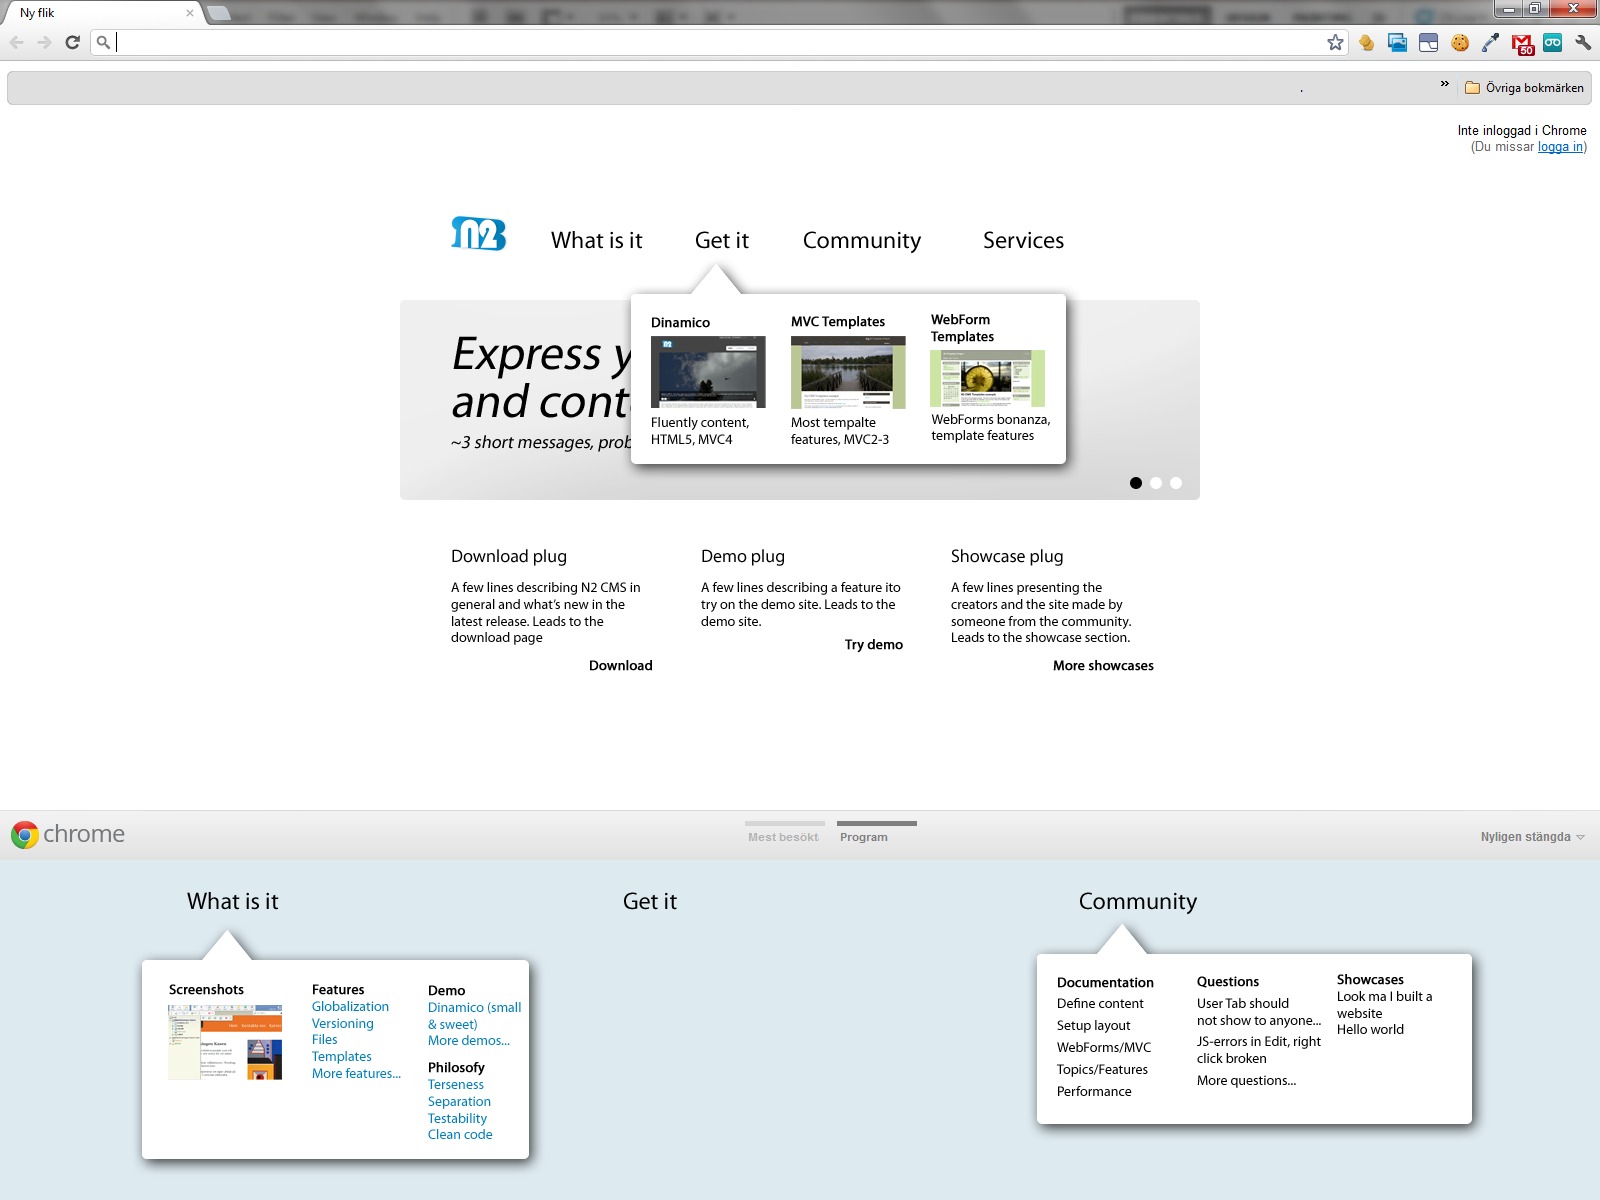 Ny flik
50
»
Övriga bokmärken
Inte inloggad i Chrome
(Du missar logga in)
n2
What is it
Get it
Community
Services
Express y
and cont
~3 short messages, prob
Dinamico
Fluently content,
HTML5, MVC4
MVC Templates
Most tempalte
features, MVC2-3
WebForm
Templates
WebForms bonanza,
template features
Download plug
A few lines describing N2 CMS in
general and what's new in the
latest release. Leads to the
download page
Download
Demo plug
A few lines describing a feature ito
try on the demo site. Leads to the
demo site.
Try demo
Showcase plug
A few lines presenting the
creators and the site made by
someone from the community.
Leads to the showcase section.
More showcases
chrome
Mest besökt
Program
Nyligen stängda
What is it
Screenshots
Features
Globalization
Versioning
Files
Templates
More features...
Demo
Dinamico (small
& sweet)
More demos...
Philosofy
Terseness
Separation
Testability
Clean code
Get it
Community
Documentation
Define content
Setup layout
WebForms/MVC
Topics/Features
Performance
Questions
User Tab should
not show to anyone...
JS-errors in Edit, right
click broken
More questions...
Showcases
Look ma I built a
website
Hello world